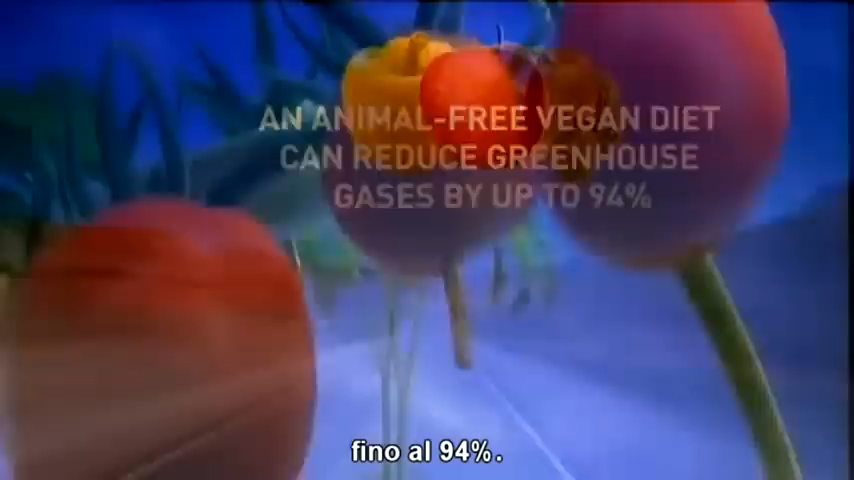 AN ANIMAL-FREE VEGAN DIET
CAN REDUCE GREENHOUSE
GASES BY UP TO 94%
fino al 94%.